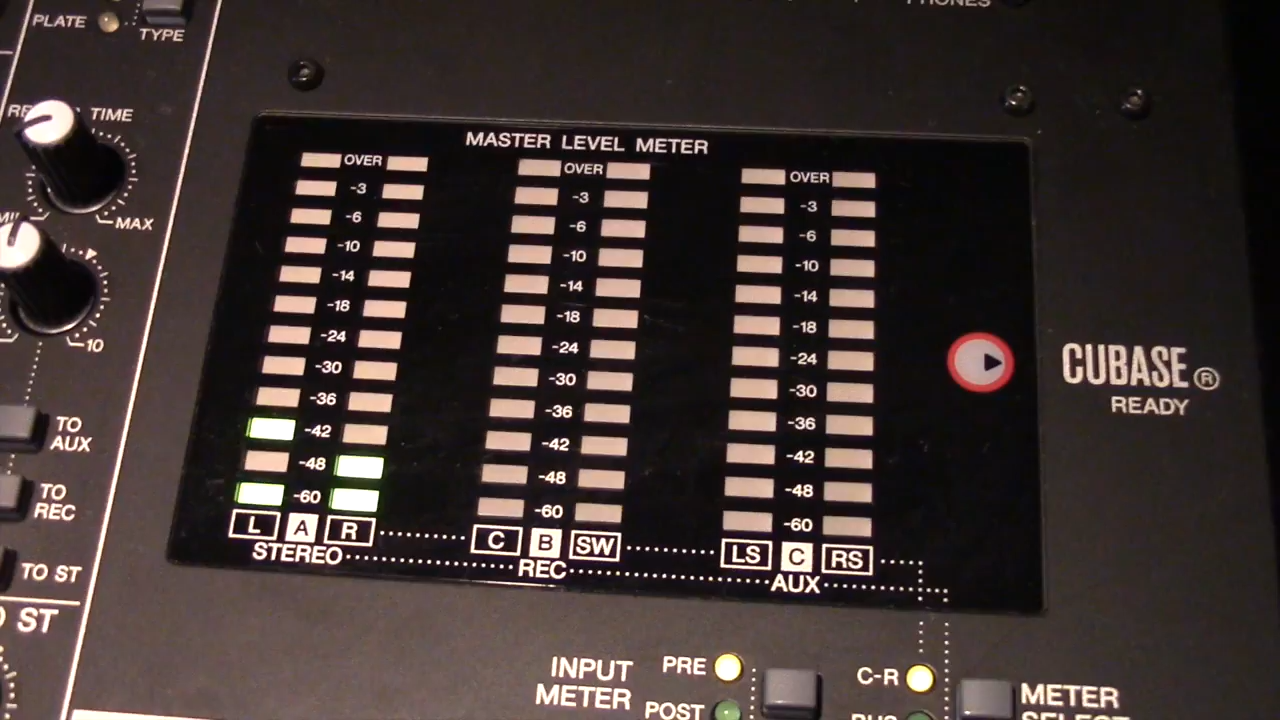 PLATE
TYPE
PHONES
TIME
MAX
10
TO
AUX
TO
REC
TO ST
ST
MASTER LEVEL METER
OVER OVER OVER
-3 -3 -3
-6 -6 -6
-10 -10 -10
-14 -14 -14
-18 -18 -18
-24 -24 -24
-30 -30 -30
-36 -36 -36
-42 -42 -42
-48 -48 -48
-60 -60 -60
L A R C B SW LS C RS
STEREO REC AUX
CUBASE ®
READY
INPUT
METER
PRE
POST
C-R
BUS
METER
SELECT